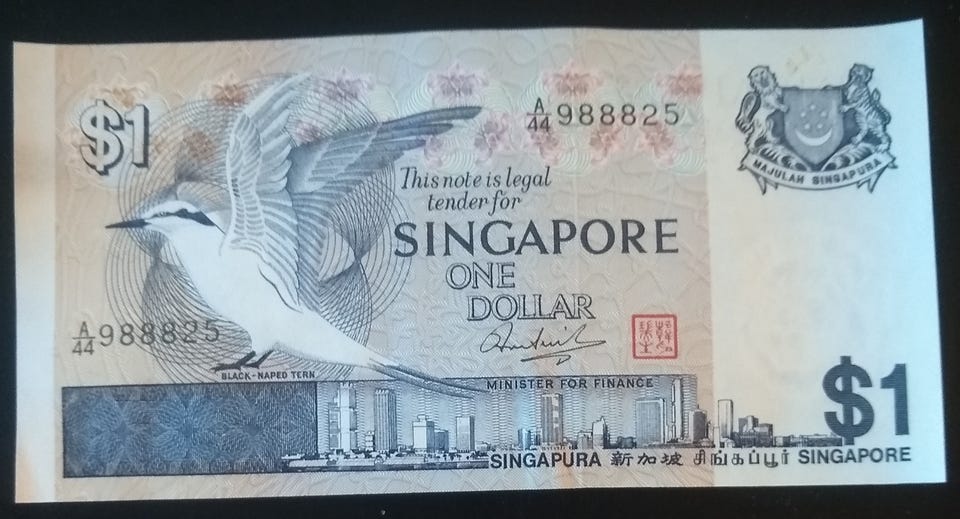 $1
A/44 988825
MAJULAH SINGAPURA
This note is legal
tender for
SINGAPORE
ONE
DOLLAR
A/44 988825
BLACK-NAPED TERN
MINISTER FOR FINANCE
$1
SINGAPURA 新加坡 சிங்கப்பூர் SINGAPORE